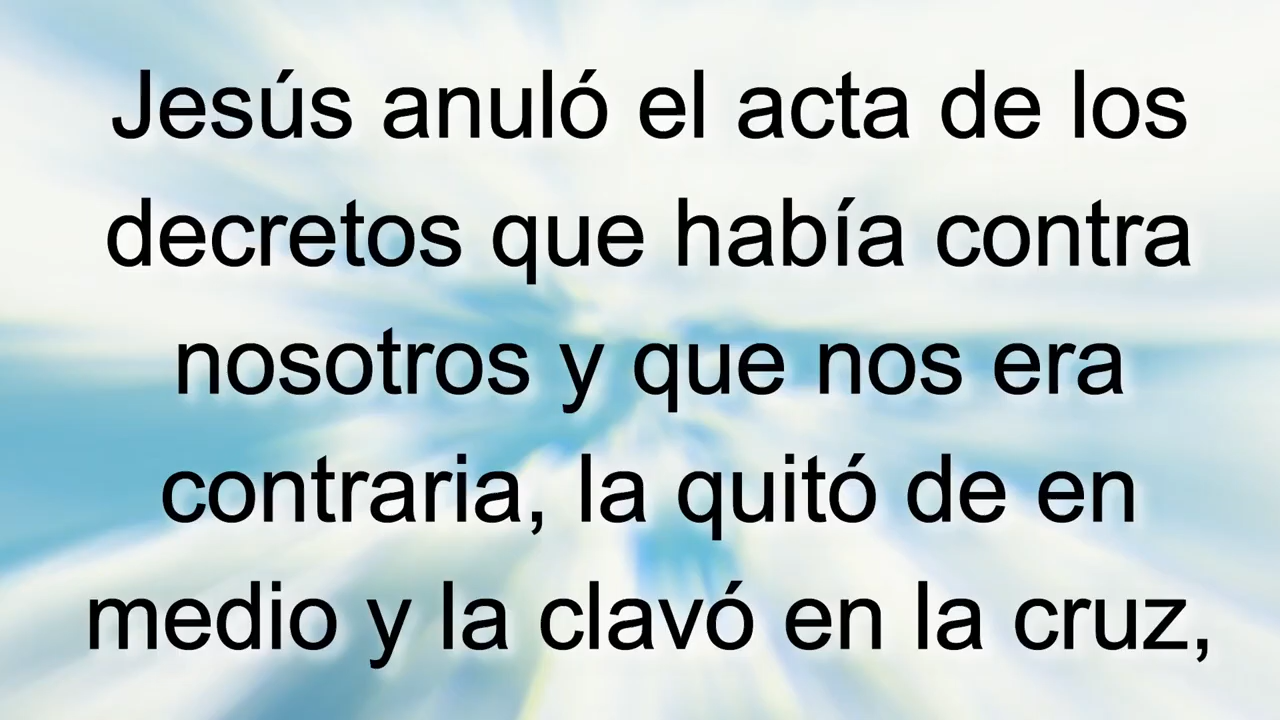 Jesús anuló el acta de los
decretos que había contra
nosotros y que nos era
contraria, la quitó de en
medio y la clavó en la cruz,